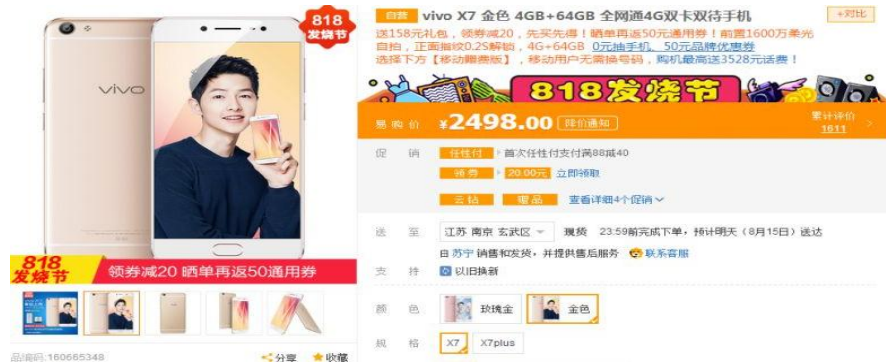 818
发烧节
vivo
818
发烧节
领券减20 晒单再返50通用券
品编码:160665348
分享
收藏
自营 vivo X7 金色 4GB+64GB 全网通4G双卡双待手机
+对比
送158元礼包，领券减20，先买先得！晒单再返50元通用券！前置1600万柔光
自拍，正面指纹0.2S解锁，4G+64GB 0元抽手机、50元品牌优惠券
选择下方【移动赠费版】，移动用户无需换号码，购机最高送3528元话费！
818发烧节
易购价 ¥2498.00 降价通知
累计评价
1611
促销 任性付 首次任性付支付满88减40
领券 20.00元 立即领取
云钻 赠品 查看详细4个促销
送至 江苏 南京 玄武区 现货 23:59前完成下单，预计明天（8月15日）送达
由 苏宁 销售和发货，并提供售后服务 联系客服
支持 以旧换新
颜色 玫瑰金 金色
规格 X7 X7plus